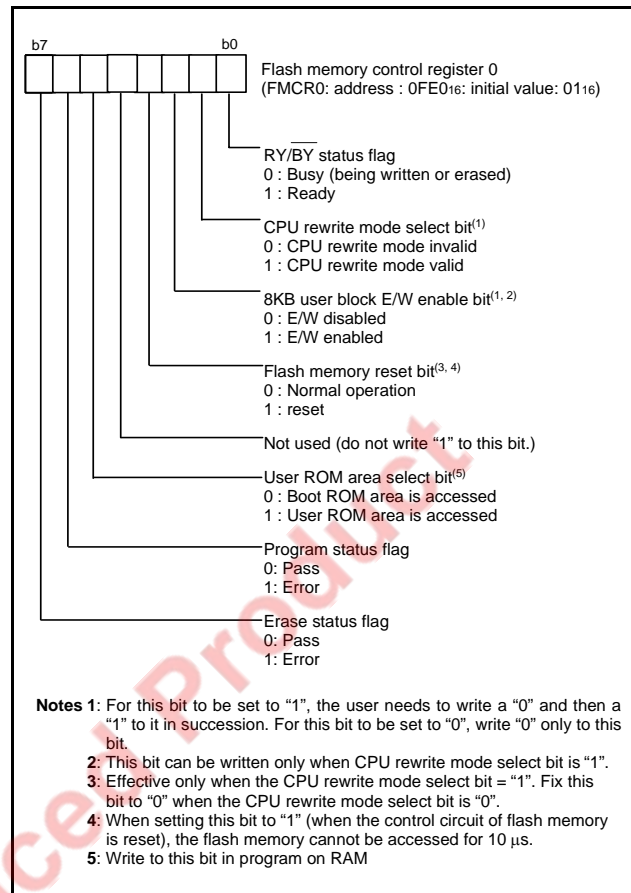 b7 b0
Flash memory control register 0
(FMCR0: address : 0FE016: initial value: 0116)
RY/BY status flag
0 : Busy (being written or erased)
1 : Ready
CPU rewrite mode select bit(1)
0 : CPU rewrite mode invalid
1 : CPU rewrite mode valid
8KB user block E/W enable bit(1, 2)
0 : E/W disabled
1 : E/W enabled
Flash memory reset bit(3, 4)
0 : Normal operation
1 : reset
Not used (do not write “1” to this bit.)
User ROM area select bit(5)
0 : Boot ROM area is accessed
1 : User ROM area is accessed
Program status flag
0: Pass
1: Error
Erase status flag
0: Pass
1: Error
Notes 1: For this bit to be set to “1”, the user needs to write a “0” and then a
“1” to it in succession. For this bit to be set to “0”, write “0” only to this
bit.
2: This bit can be written only when CPU rewrite mode select bit is “1”.
3: Effective only when the CPU rewrite mode select bit = “1”. Fix this
bit to “0” when the CPU rewrite mode select bit is “0”.
4: When setting this bit to “1” (when the control circuit of flash memory
is reset), the flash memory cannot be accessed for 10 μs.
5: Write to this bit in program on RAM
ced Product